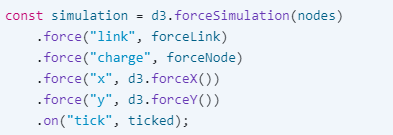 const simulation = d3.forceSimulation(nodes)
    .force("link", forceLink)
    .force("charge", forceNode)
    .force("x", d3.forceX())
    .force("y", d3.forceY())
    .on("tick", ticked);